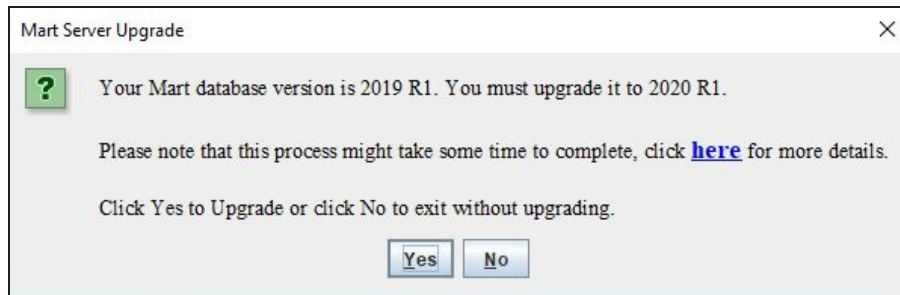 Mart Server Upgrade
?
Your Mart database version is 2019 R1. You must upgrade it to 2020 R1.
Please note that this process might take some time to complete, click here for more details.
Click Yes to Upgrade or click No to exit without upgrading.
Yes No